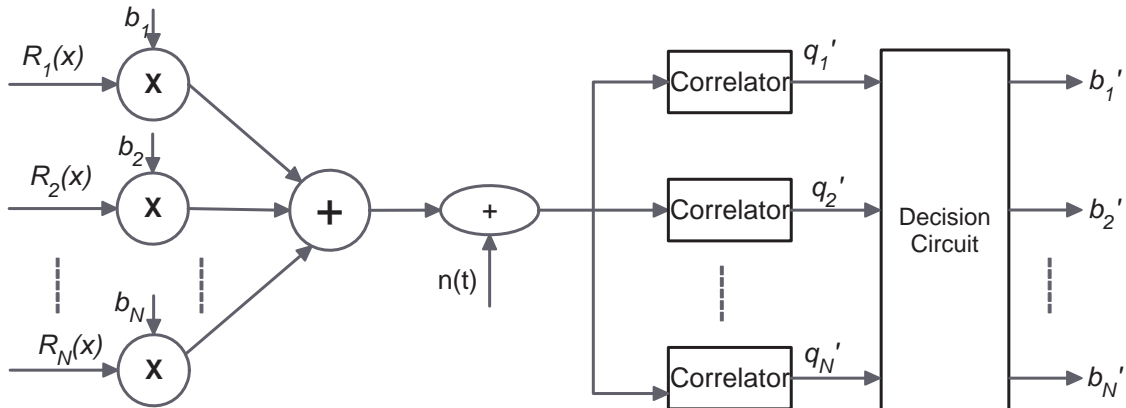 b1
R1(x)
X
b2
R2(x)
X
bN
RN(x)
X
+
+
n(t)
Correlator
q1'
Correlator
q2'
Correlator
qN'
Decision
Circuit
b1'
b2'
bN'